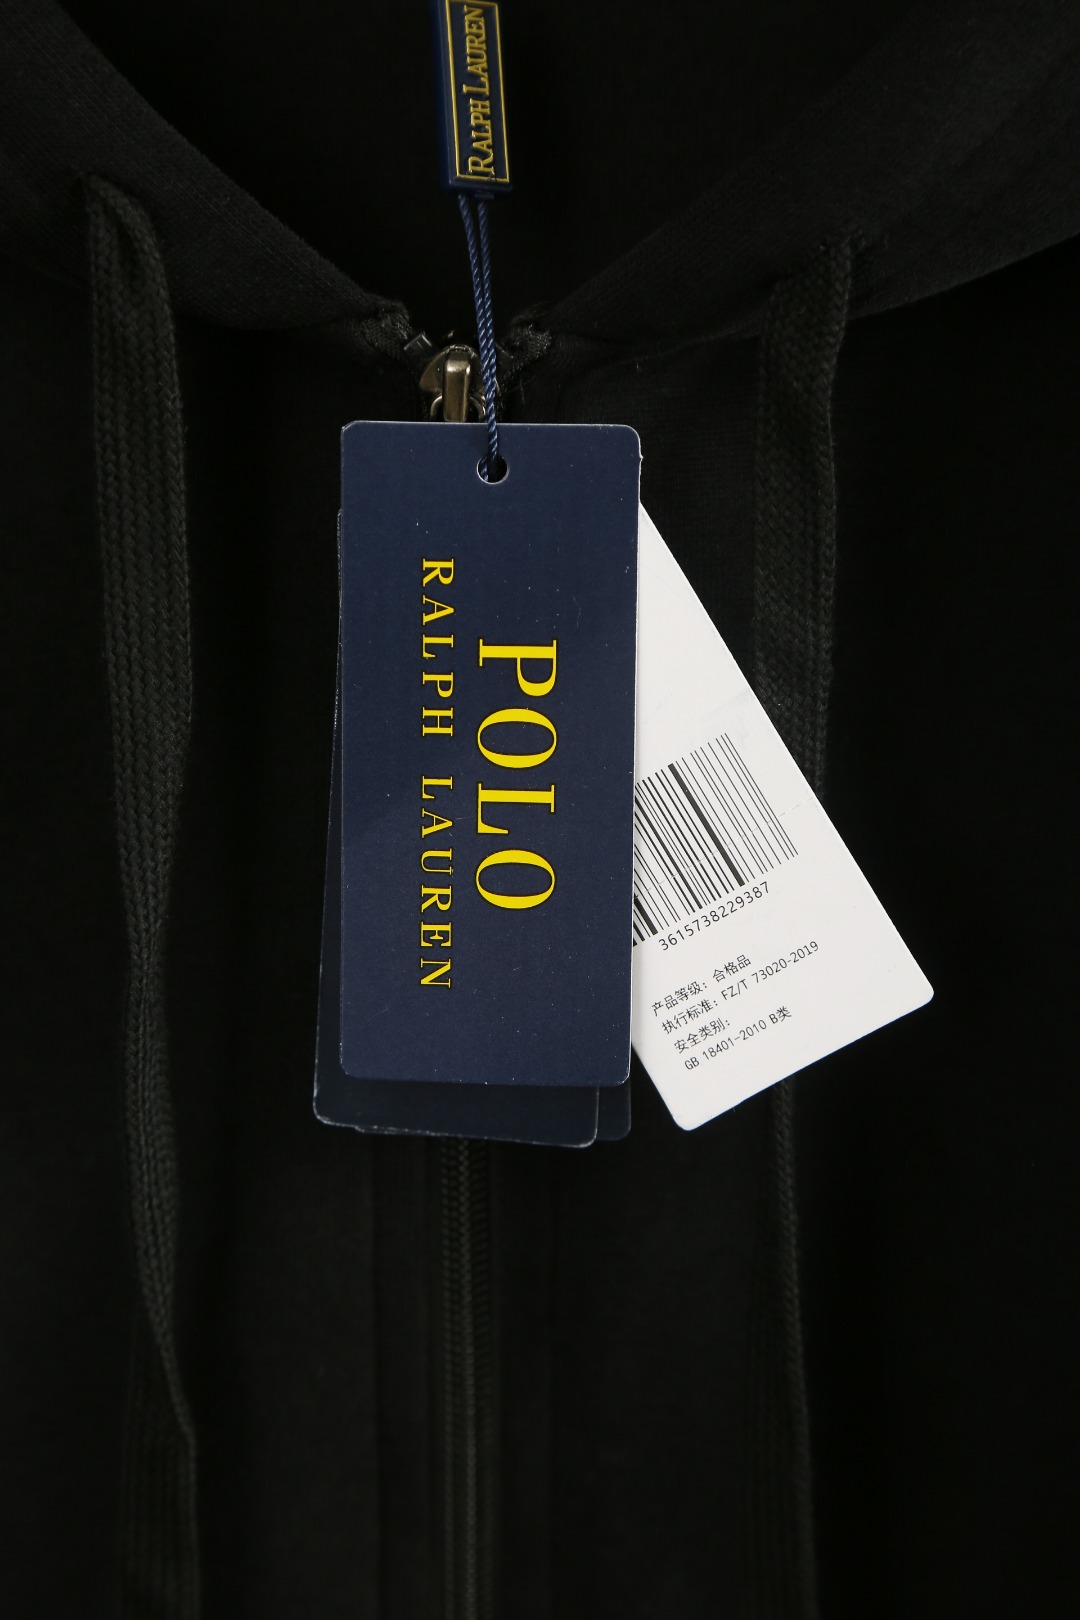 RALPH LAUREN
POLO
RALPH LAUREN
3615738229387
产品等级: 合格品
执行标准: FZ/T 73020-2019
安全类别:
GB 18401-2010 B类